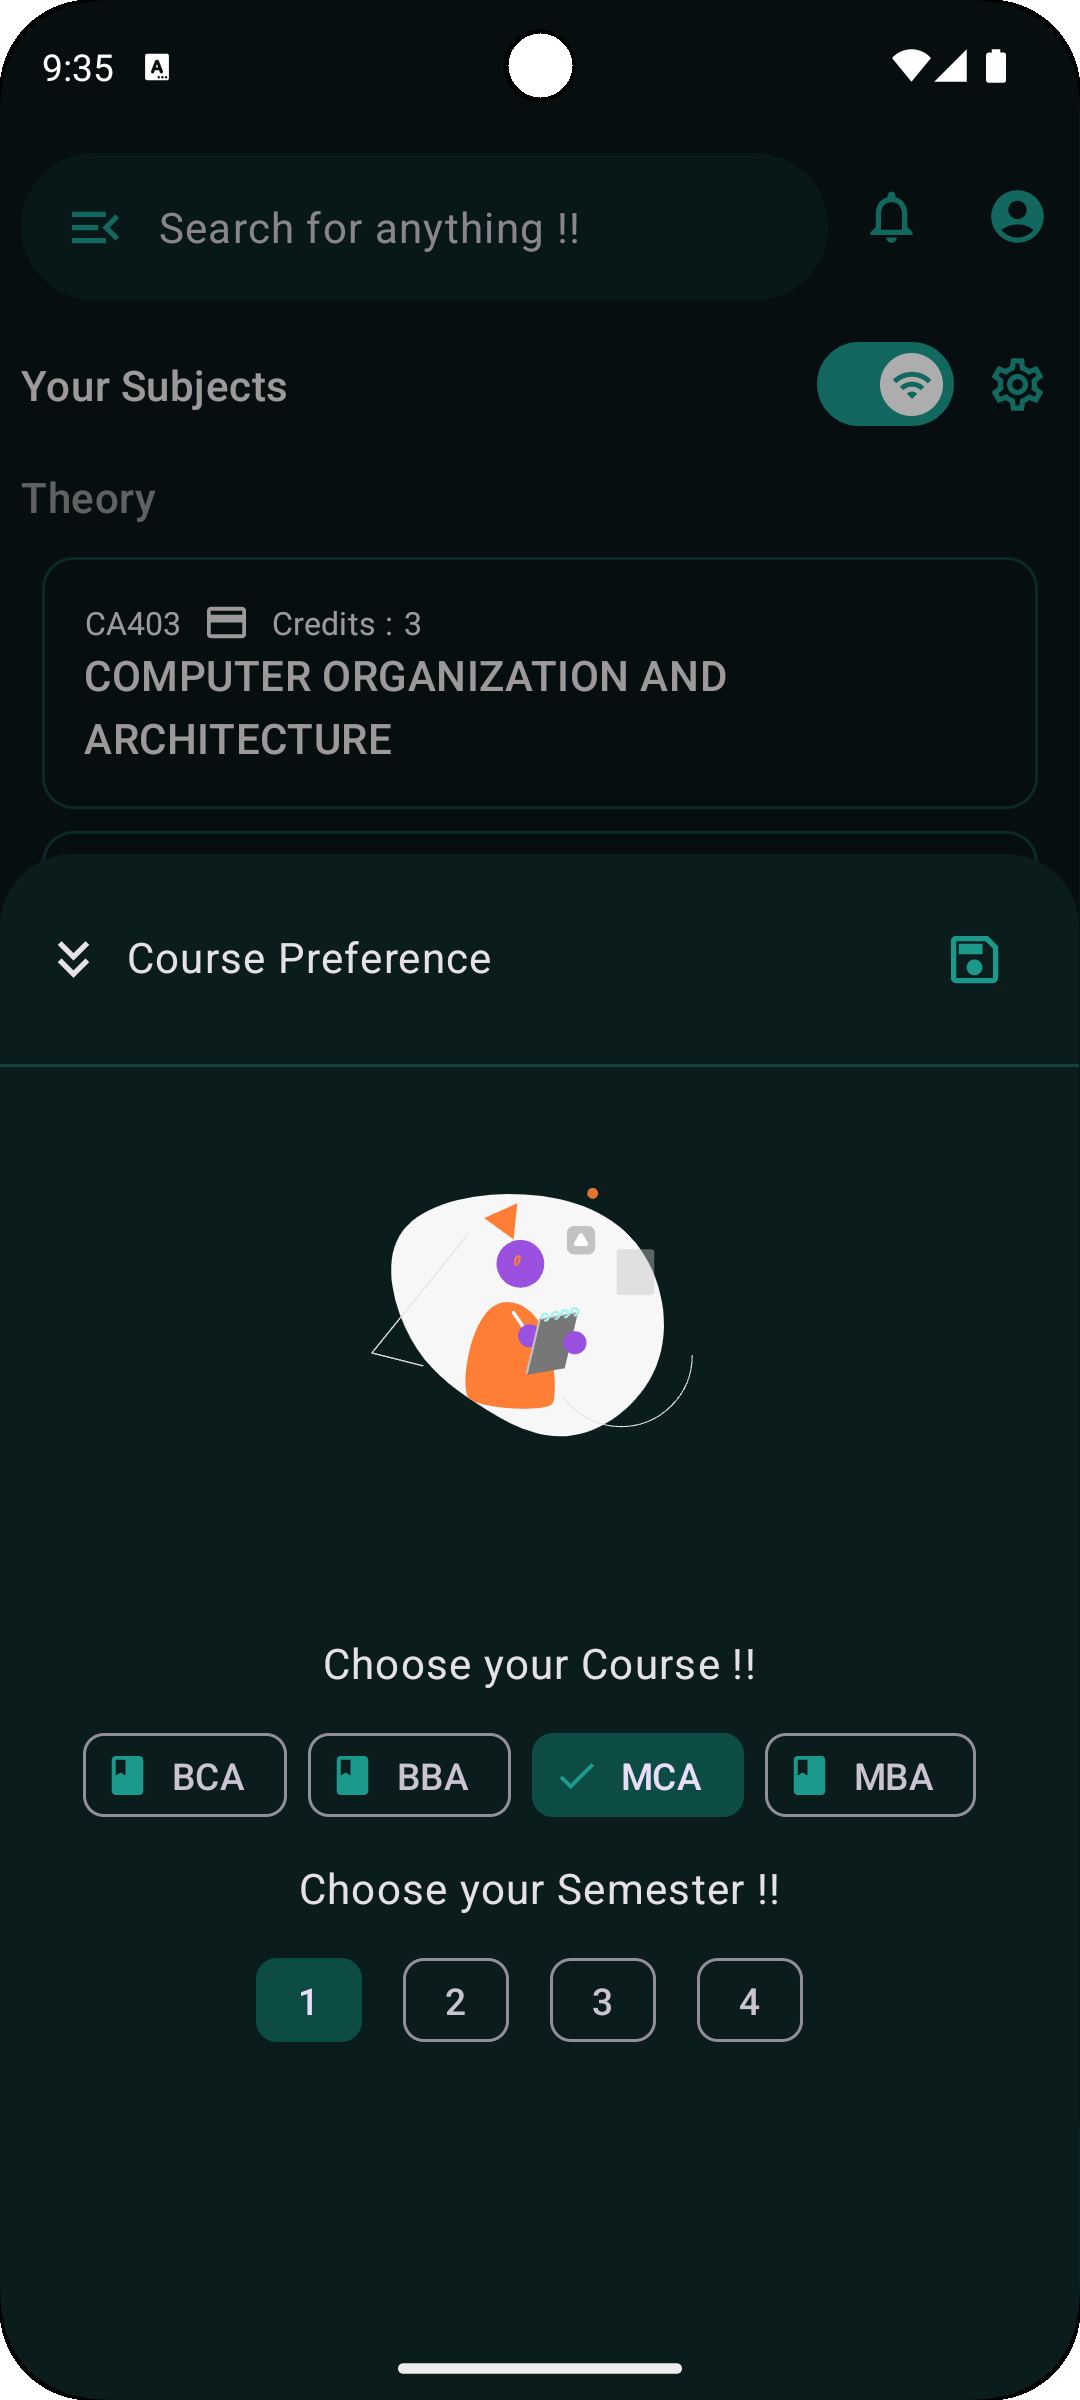 9:35
Search for anything !!
Your Subjects
Theory
CA403 Credits : 3
COMPUTER ORGANIZATION AND
ARCHITECTURE
Course Preference
Choose your Course !!
BCA BBA MCA MBA
Choose your Semester !!
1 2 3 4